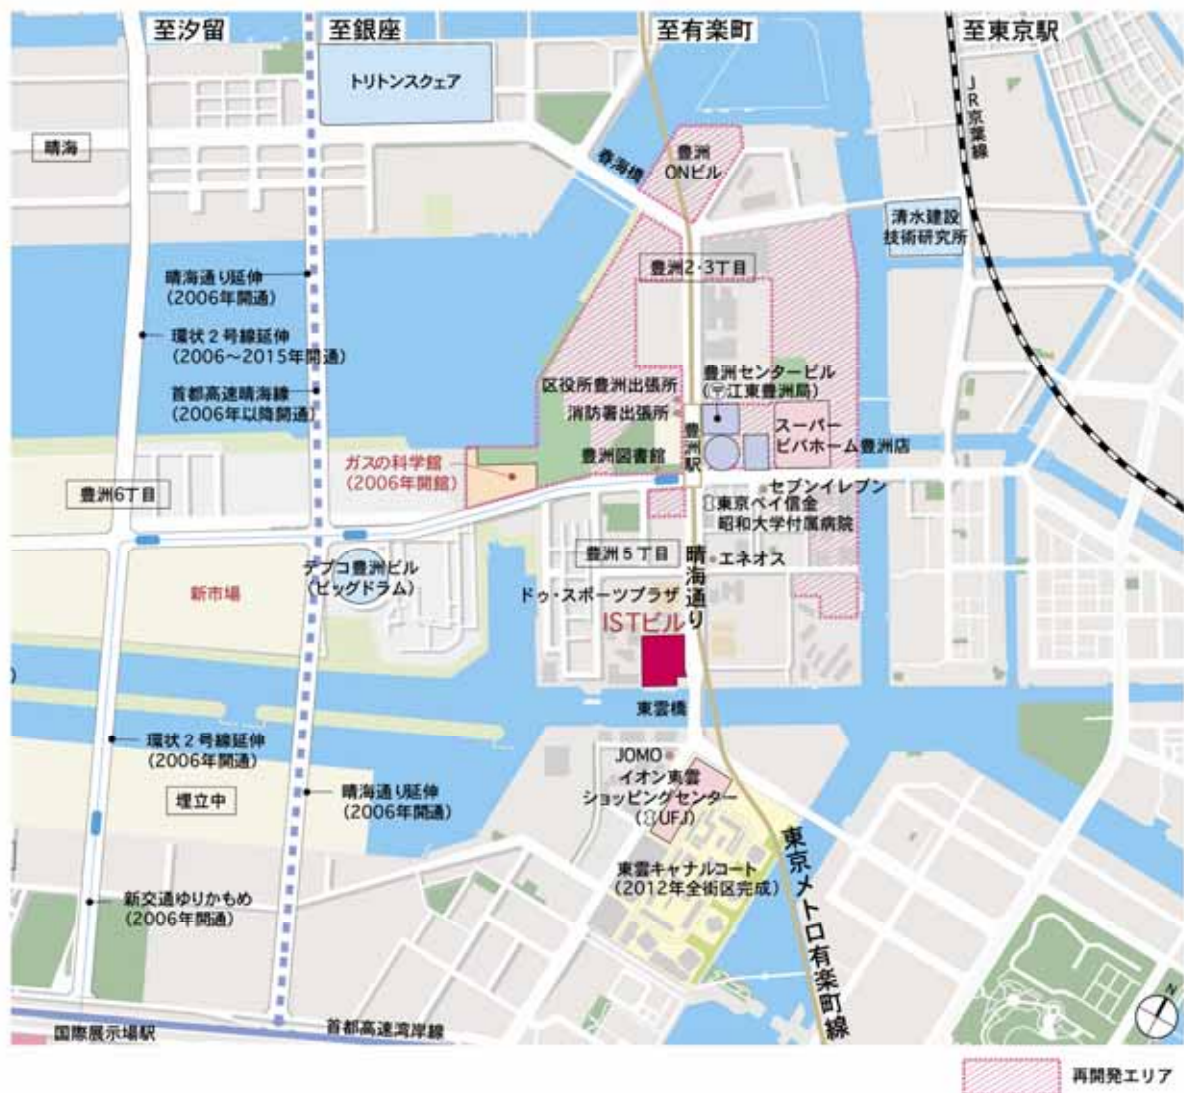 至汐留
至銀座
至有楽町
至東京駅
トリトンスクェア
JR京葉線
晴海
春海橋
豊洲
ONビル
清水建設
技術研究所
豊洲2・3丁目
晴海通り延伸
(2006年開通)
環状2号線延伸
(2006〜2015年開通)
首都高速晴海線
(2006年以降開通)
区役所豊洲出張所
消防署出張所
豊洲センタービル
(〒江東豊洲局)
豊洲駅
スーパー
ビバホーム豊洲店
豊洲図書館
ガスの科学館
(2006年開館)
豊洲6丁目
セブンイレブン
東京ベイ信金
昭和大学付属病院
豊洲5丁目
晴海通り
エネオス
デプコ豊洲ビル
(ビッグドラム)
新市場
ドゥ・スポーツプラザ
ISTビル
東雲橋
環状2号線延伸
(2006年開通)
JOMO
イオン東雲
ショッピングセンター
(UFJ)
晴海通り延伸
(2006年開通)
埋立中
東雲キャナルコート
(2012年全街区完成)
東京メトロ有楽町線
新交通ゆりかもめ
(2006年開通)
N
国際展示場駅
首都高速湾岸線
再開発エリア